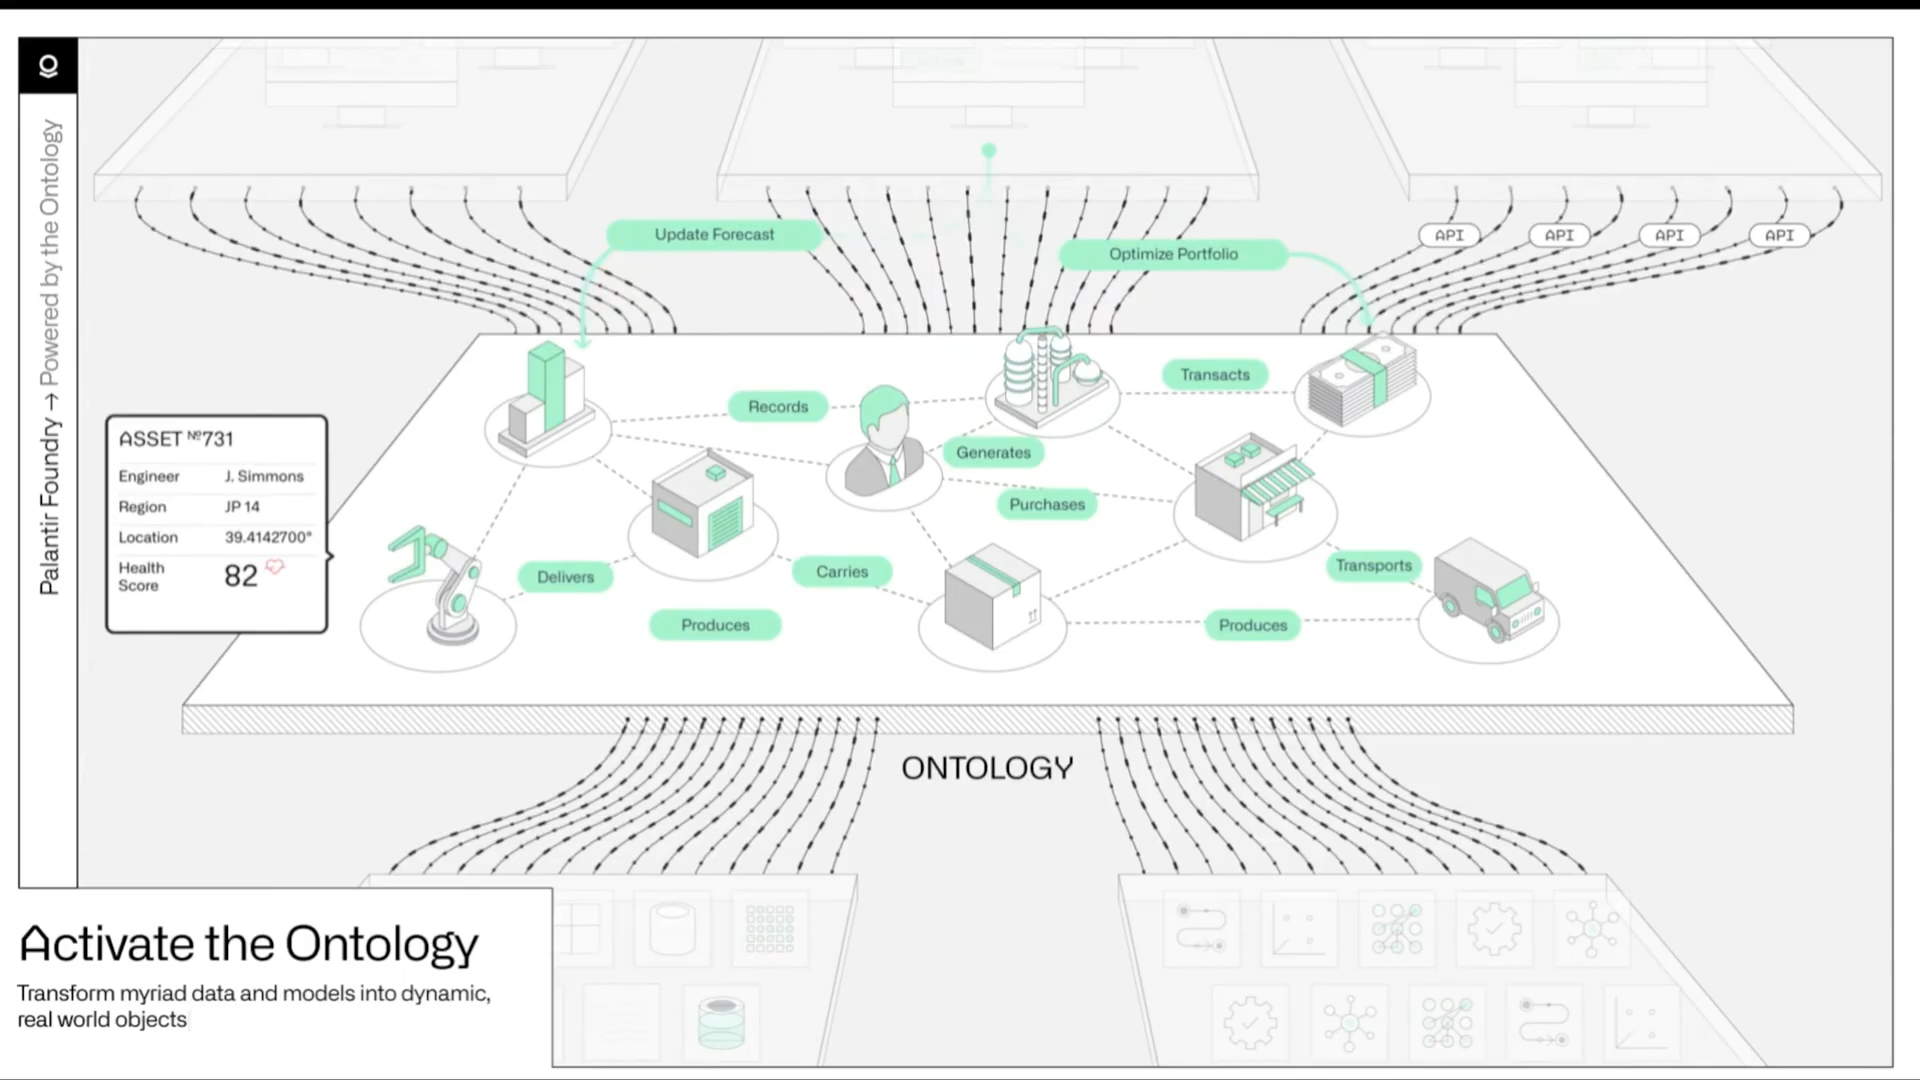 Palantir Foundry → Powered by the Ontology
Update Forecast
Optimize Portfolio
API
API
API
API
Records
Transacts
Generates
Purchases
Delivers
Carries
Transports
Produces
Produces
ASSET Nº731
Engineer J. Simmons
Region JP 14
Location 39.4142700°
Health
Score 82
ONTOLOGY
Activate the Ontology
Transform myriad data and models into dynamic,
real world objects